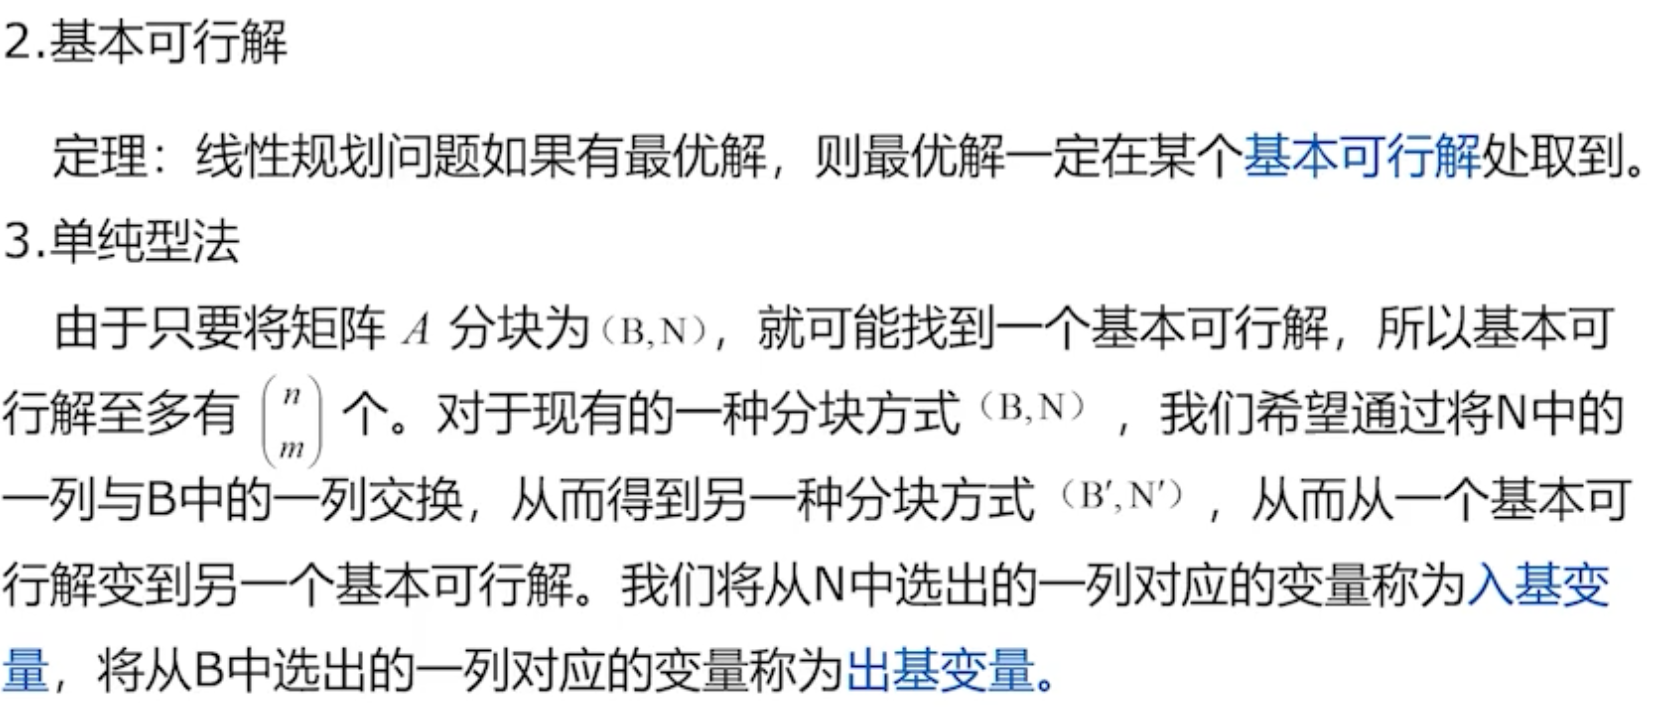 2.基本可行解
定理：线性规划问题如果有最优解，则最优解一定在某个基本可行解处取到。
3.单纯型法
由于只要将矩阵 A 分块为（B,N），就可能找到一个基本可行解，所以基本可
行解至多有 (n m) 个。对于现有的一种分块方式（B,N），我们希望通过将N中的
一列与B中的一列交换，从而得到另一种分块方式（B′,N′），从而从一个基本可
行解变到另一个基本可行解。我们将从N中选出的一列对应的变量称为入基变
量，将从B中选出的一列对应的变量称为出基变量。